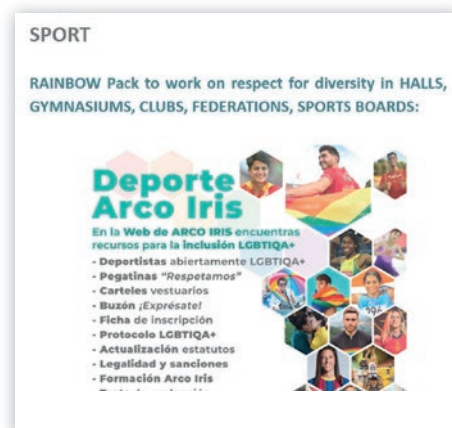 SPORT
RAINBOW Pack to work on respect for diversity in HALLS,
GYMNASIUMS, CLUBS, FEDERATIONS, SPORTS BOARDS:
Deporte
Arco Iris
En la Web de ARCO IRIS encuentras
recursos para la inclusión LGBTIQA+
- Deportistas abiertamente LGBTIQA+
- Pegatinas "Respetamos"
- Carteles vestuarios
- Buzón ¡Exprésate!
- Ficha de inscripción
- Protocolo LGBTIQA+
- Actualización estatutos
- Legalidad y sanciones
- Formación Arco Iris